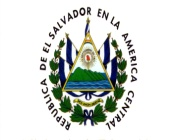 REPUBLICA DE EL SALVADOR EN LA AMERICA CENTRAL